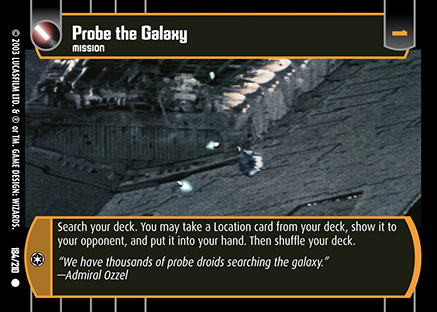 Probe the Galaxy
MISSION
1
Search your deck. You may take a Location card from your deck, show it to
your opponent, and put it into your hand. Then shuffle your deck.
“We have thousands of probe droids searching the galaxy.”
—Admiral Ozzel
© 2003 LUCASFILM LTD. & ® or TM. GAME DESIGN: WIZARDS.
184/210